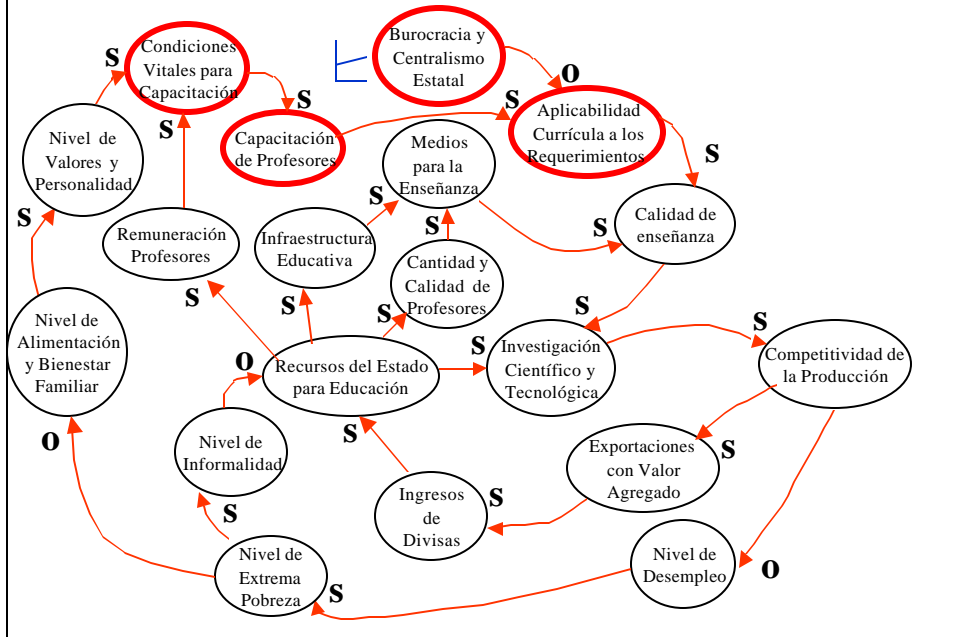 Condiciones
Vitales para
Capacitación
Burocracia y
Centralismo
Estatal
S
O
S
S
Aplicabilidad
Currícula a los
Requerimientos
Capacitación
de Profesores
Medios
para la
Enseñanza
Nivel de
Valores y
Personalidad
S
S
S
S
S
S
Calidad de
enseñanza
Remuneración
Profesores
Infraestructura
Educativa
Cantidad y
Calidad de
Profesores
S
S
S
S
Nivel de
Alimentación
y Bienestar
Familiar
O
Recursos del Estado
para Educación
S
Investigación
Científico y
Tecnológica
S
Competitividad de
la Producción
O
Nivel de
Informalidad
S
Exportaciones
con Valor
Agregado
S
Ingresos
de
Divisas
S
S
Nivel de
Extrema
Pobreza
S
Nivel de
Desempleo
O